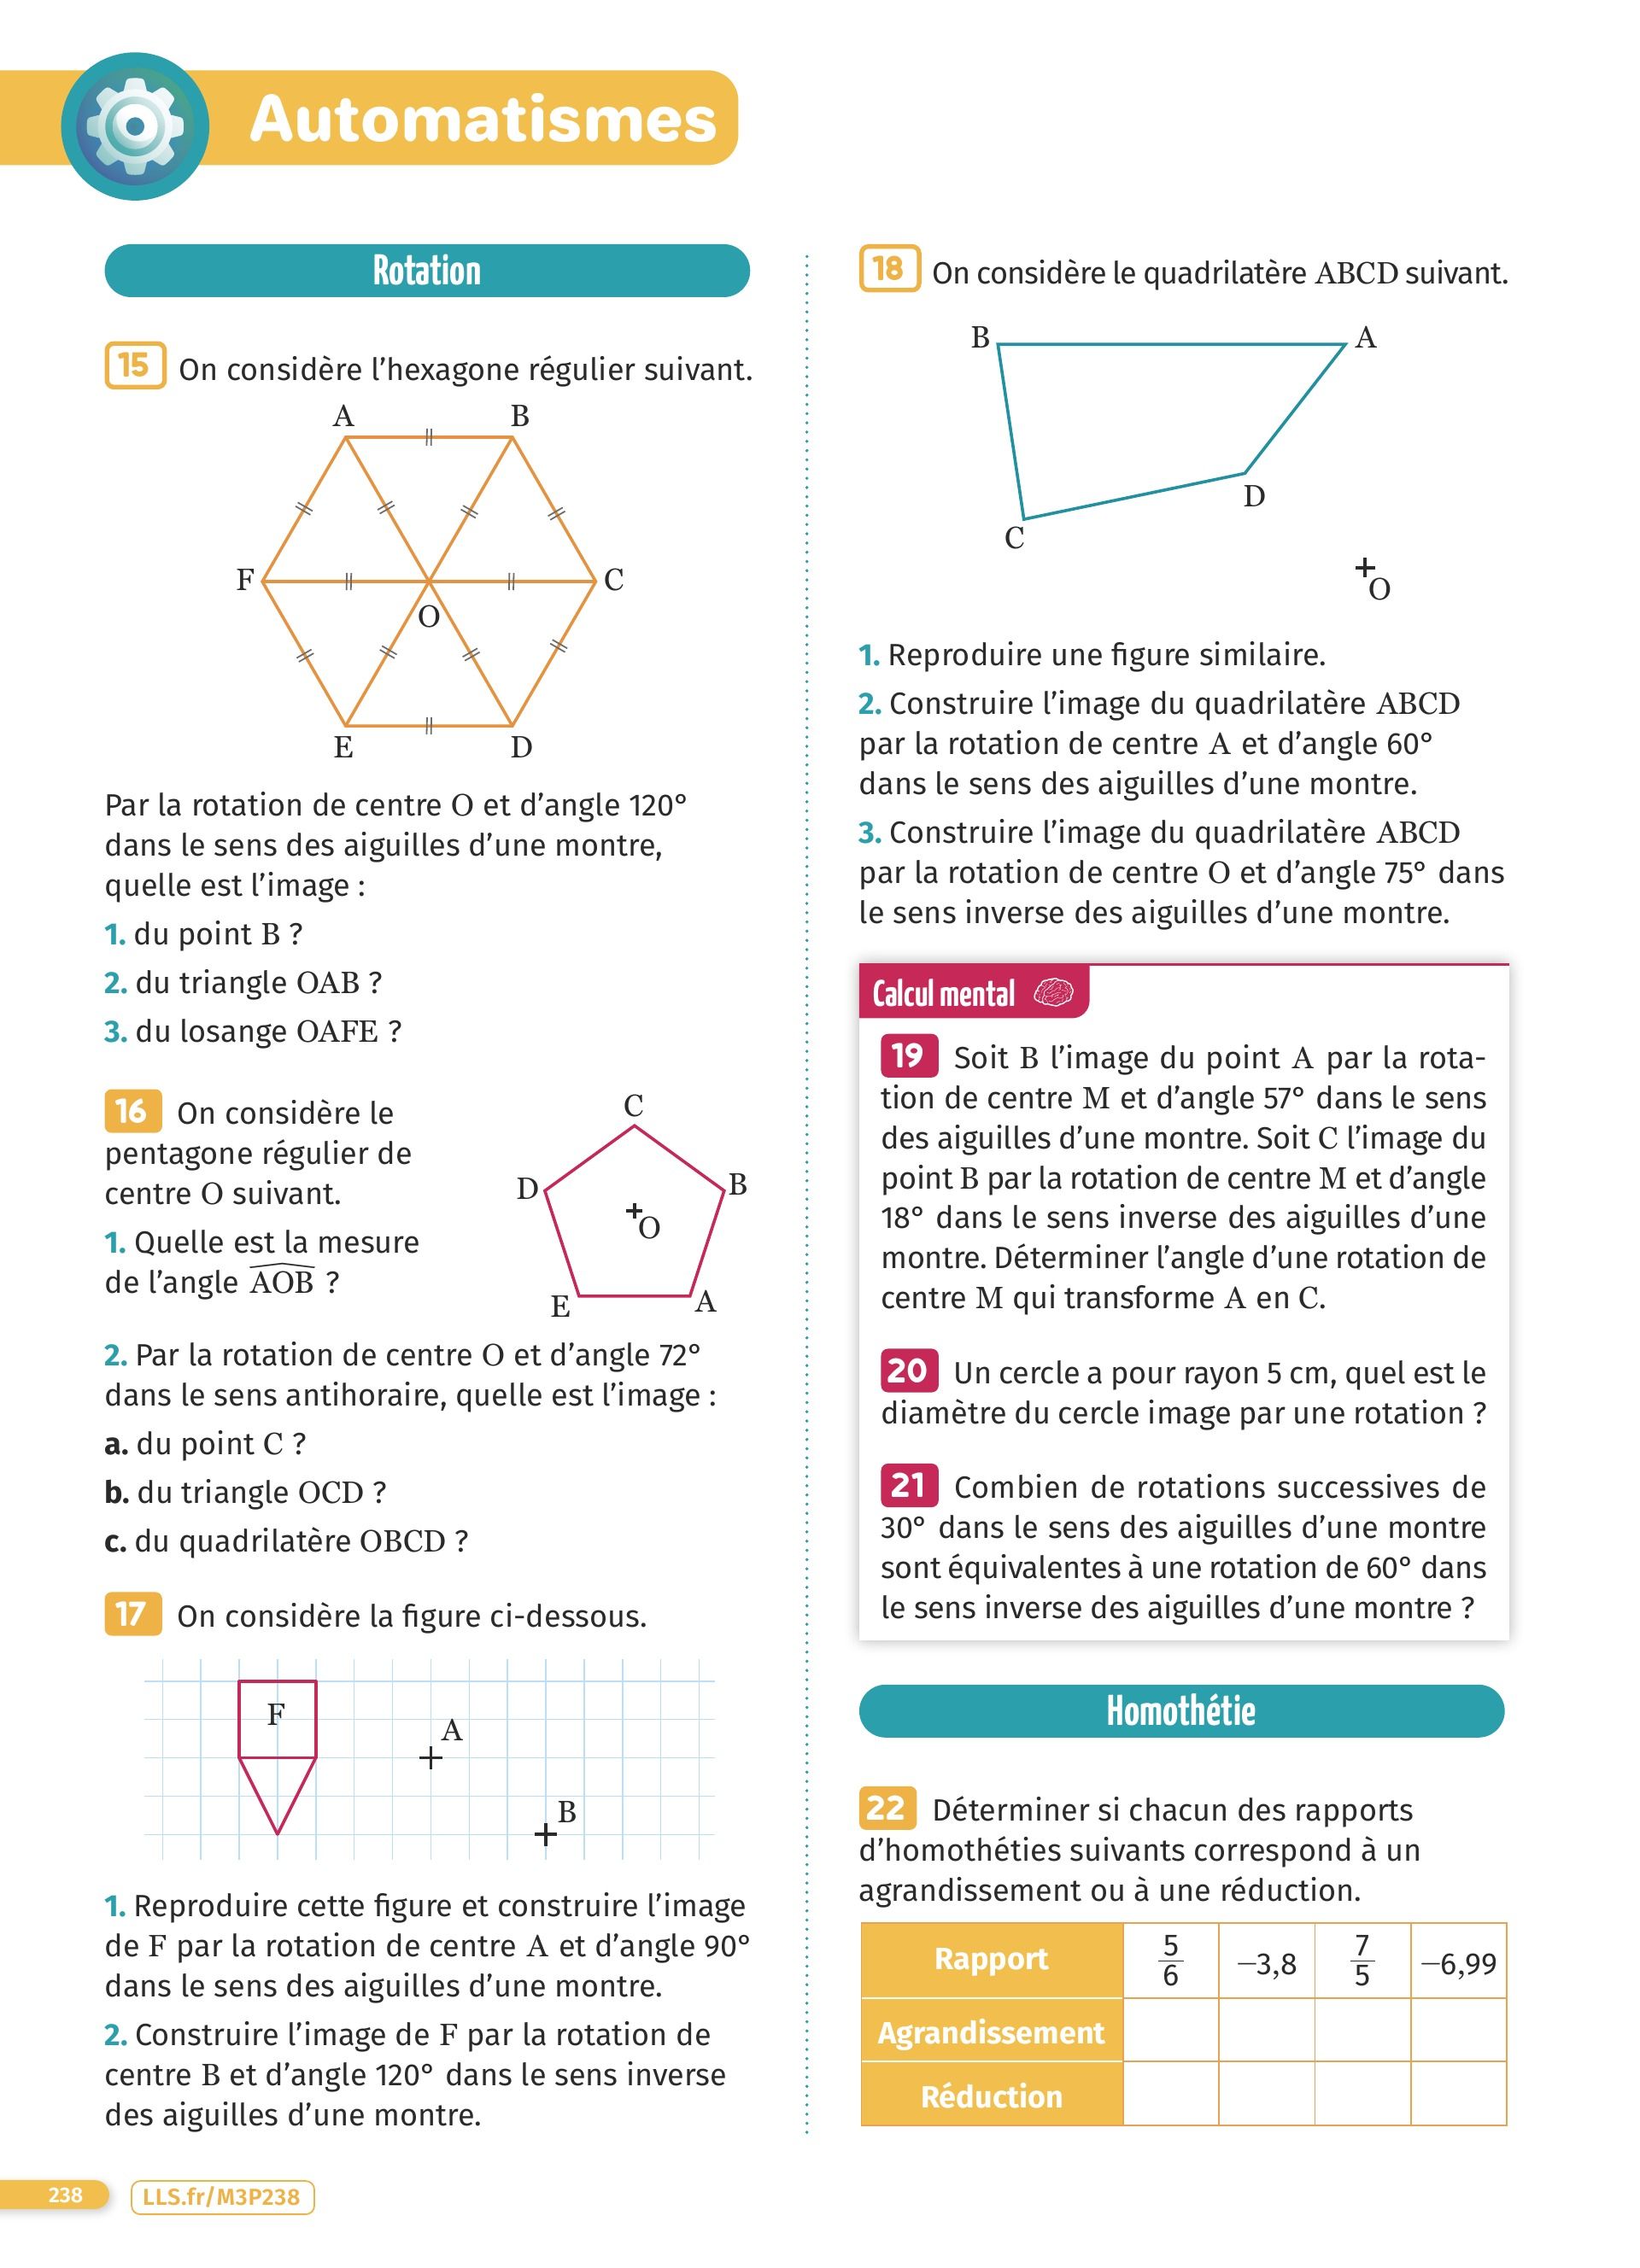 Automatismes
Rotation
15 On considère l’hexagone régulier suivant.
A B
F C
O
E D
Par la rotation de centre O et d’angle 120°
dans le sens des aiguilles d’une montre,
quelle est l’image :
1. du point B ?
2. du triangle OAB ?
3. du losange OAFE ?
16 On considère le
pentagone régulier de
centre O suivant.
1. Quelle est la mesure
de l’angle AOB ?
C
D B
O
E A
2. Par la rotation de centre O et d’angle 72°
dans le sens antihoraire, quelle est l’image :
a. du point C ?
b. du triangle OCD ?
c. du quadrilatère OBCD ?
17 On considère la figure ci-dessous.
F
A
B
1. Reproduire cette figure et construire l’image
de F par la rotation de centre A et d’angle 90°
dans le sens des aiguilles d’une montre.
2. Construire l’image de F par la rotation de
centre B et d’angle 120° dans le sens inverse
des aiguilles d’une montre.
18 On considère le quadrilatère ABCD suivant.
B A
D
C
O
1. Reproduire une figure similaire.
2. Construire l’image du quadrilatère ABCD
par la rotation de centre A et d’angle 60°
dans le sens des aiguilles d’une montre.
3. Construire l’image du quadrilatère ABCD
par la rotation de centre O et d’angle 75° dans
le sens inverse des aiguilles d’une montre.
Calcul mental
19 Soit B l’image du point A par la rota-
tion de centre M et d’angle 57° dans le sens
des aiguilles d’une montre. Soit C l’image du
point B par la rotation de centre M et d’angle
18° dans le sens inverse des aiguilles d’une
montre. Déterminer l’angle d’une rotation de
centre M qui transforme A en C.
20 Un cercle a pour rayon 5 cm, quel est le
diamètre du cercle image par une rotation ?
21 Combien de rotations successives de
30° dans le sens des aiguilles d’une montre
sont équivalentes à une rotation de 60° dans
le sens inverse des aiguilles d’une montre ?
Homothétie
22 Déterminer si chacun des rapports
d’homothéties suivants correspond à un
agrandissement ou à une réduction.
Rapport 5/6 −3,8 7/5 −6,99
Agrandissement
Réduction
238 LLS.fr/M3P238